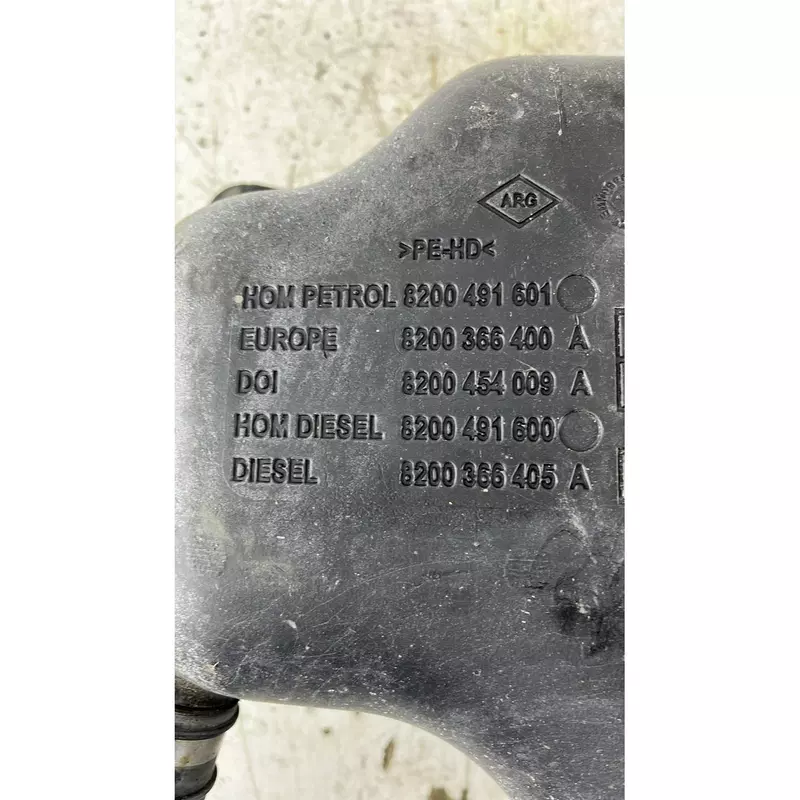 ARG
>PE-HD<
HOM PETROL 8200 491 601
EUROPE 8200 366 400 A
DOI 8200 454 009 A
HOM DIESEL 8200 491 600
DIESEL 8200 366 405 A